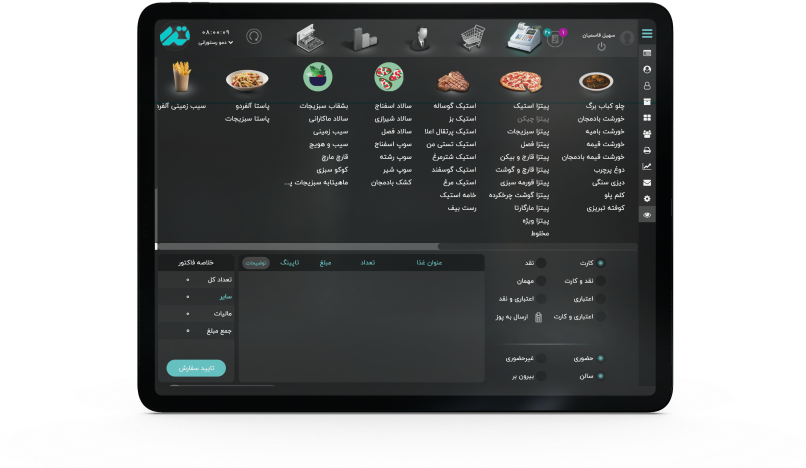 ۰۸:۰۰:۰۹
دمو رستورانی
سهیل قاسمیان
چلو کباب برگ
خورشت بادمجان
خورشت بامیه
خورشت قیمه
خورشت قیمه بادمجان
دوغ پرچرب
دیزی سنگی
کلم پلو
کوفته تبریزی
پیتزا استیک
پیتزا چیکن
پیتزا سبزیجات
پیتزا فصل
پیتزا قارچ و بیکن
پیتزا قارچ و گوشت
پیتزا قورمه سبزی
پیتزا گوشت چرخکرده
پیتزا مارگارتا
پیتزا ویژه
مخلوط
استیک گوساله
استیک بز
استیک پرتقال اعلا
استیک تستی من
استیک شترمرغ
استیک گوسفند
استیک مرغ
خامه استیک
رست بیف
سالاد اسفناج
سالاد شیرازی
سالاد فصل
سوپ اسفناج
سوپ رشته
سوپ شیر
کشک بادمجان
بشقاب سبزیجات
سالاد ماکارانی
سیب زمینی
سیب و هویج
قارچ مارچ
کوکو سبزی
ماهیتابه سبزیجات پ...
پاستا آلفردو
پاستا سبزیجات
سیب زمینی آلفر
کارت
نقد
نقد و کارت
مهمان
اعتباری
اعتباری و نقد
اعتباری و کارت
ارسال به پوز
حضوری
غیرحضوری
سالن
بیرون بر
عنوان غذا
تعداد
مبلغ
تاپینگ
توضیحات
خلاصه فاکتور
تعداد کل ۰
سایر ۰
مالیات ۰
جمع مبلغ ۰
تایید سفارش